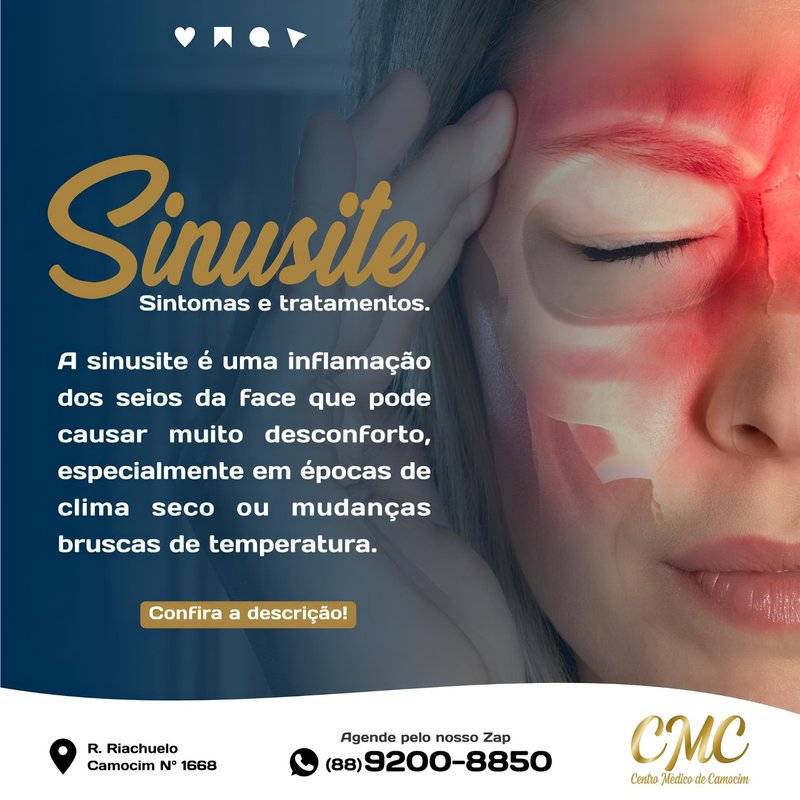 Sinusite
Sintomas e tratamentos.
A sinusite é uma inflamação
dos seios da face que pode
causar muito desconforto,
especialmente em épocas de
clima seco ou mudanças
bruscas de temperatura.
Confira a descrição!
R. Riachuelo
Camocim Nº 1668
Agende pelo nosso Zap
(88)9200-8850
CMC
Centro Médico de Camocim